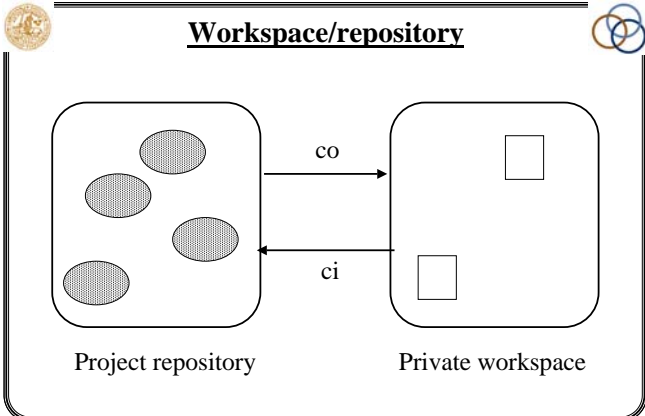 Workspace/repository
co
ci
Project repository
Private workspace